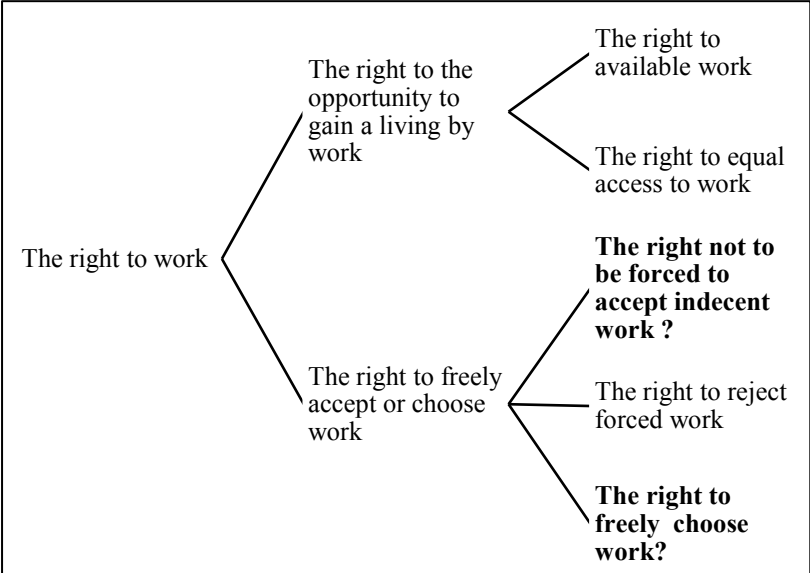 The right to work
The right to the
opportunity to
gain a living by
work
The right to
available work
The right to equal
access to work
The right to freely
accept or choose
work
The right not to
be forced to
accept indecent
work ?
The right to reject
forced work
The right to
freely  choose
work?